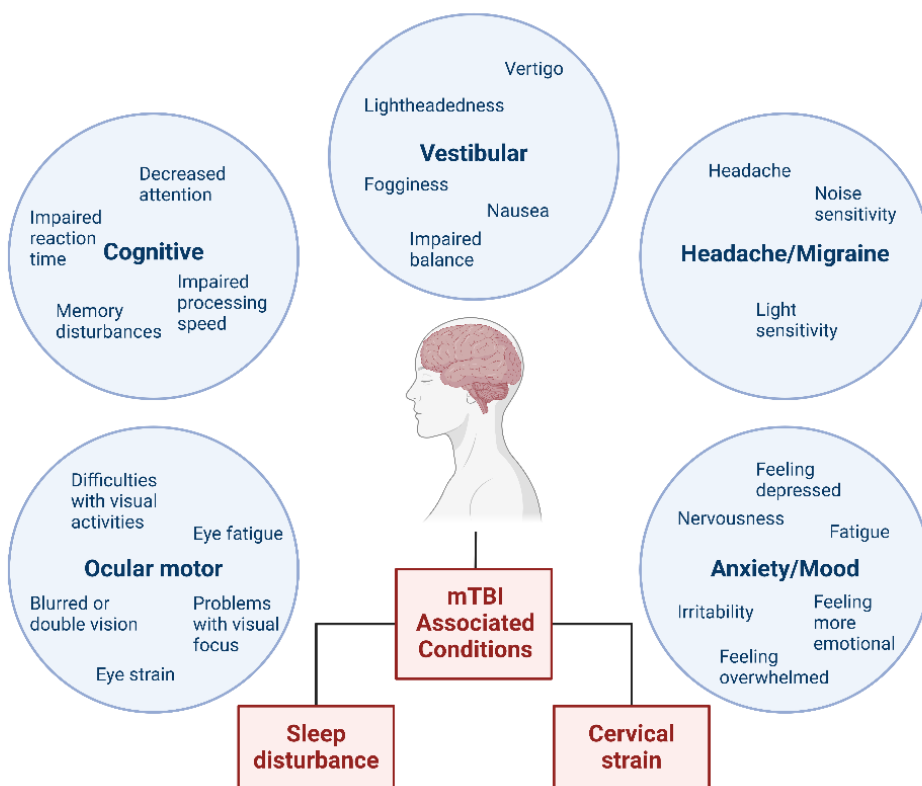 Vertigo
Lightheadedness
Vestibular
Fogginess
Nausea
Impaired
balance
Decreased
attention
Impaired
reaction
time
Cognitive
Impaired
processing
speed
Memory
disturbances
Headache
Noise
sensitivity
Headache/Migraine
Light
sensitivity
Difficulties
with visual
activities
Eye fatigue
Ocular motor
Blurred or
double vision
Problems
with visual
focus
Eye strain
Feeling
depressed
Nervousness
Fatigue
Anxiety/Mood
Irritability
Feeling
more
emotional
Feeling
overwhelmed
mTBI
Associated
Conditions
Sleep
disturbance
Cervical
strain